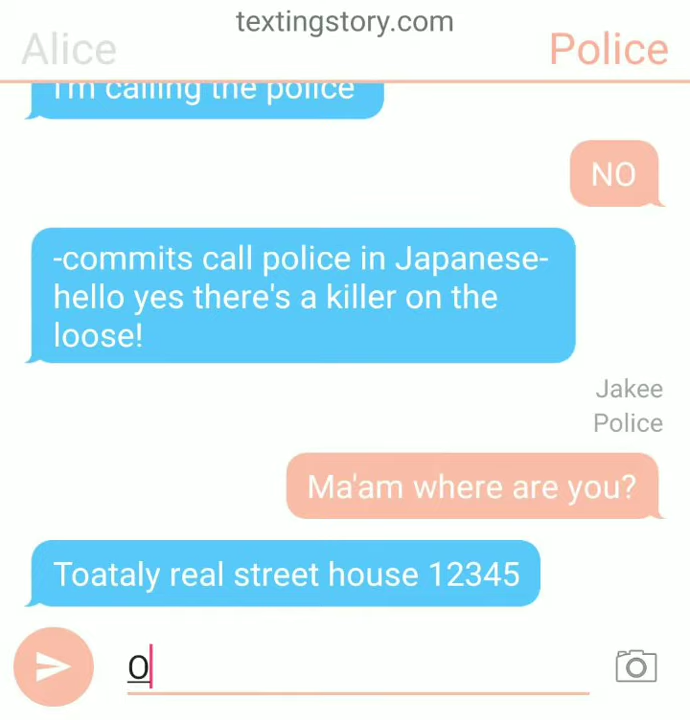 textingstory.com
Alice
Police
I'm calling the police
NO
-commits call police in Japanese-
hello yes there's a killer on the
loose!
Jakee
Police
Ma'am where are you?
Toataly real street house 12345
O